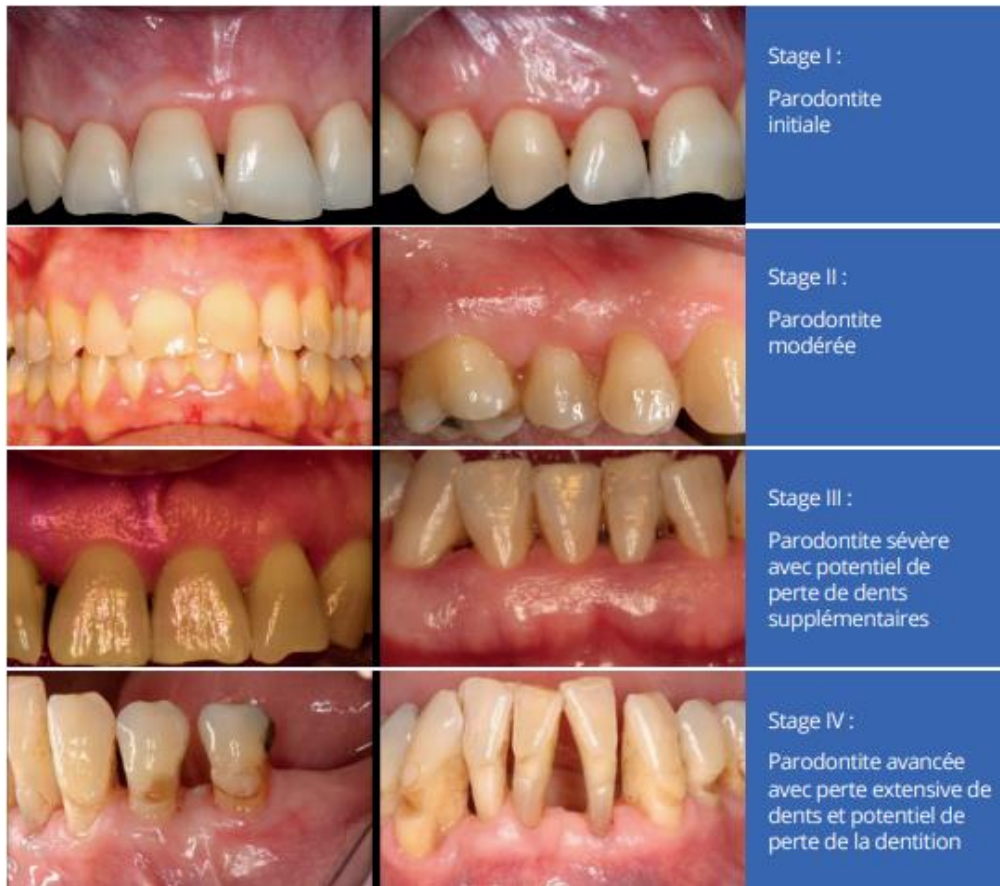 Stage I :
Parodontite
initiale
Stage II :
Parodontite
modérée
Stage III :
Parodontite sévère
avec potentiel de
perte de dents
supplémentaires
Stage IV :
Parodontite avancée
avec perte extensive de
dents et potentiel de
perte de la dentition